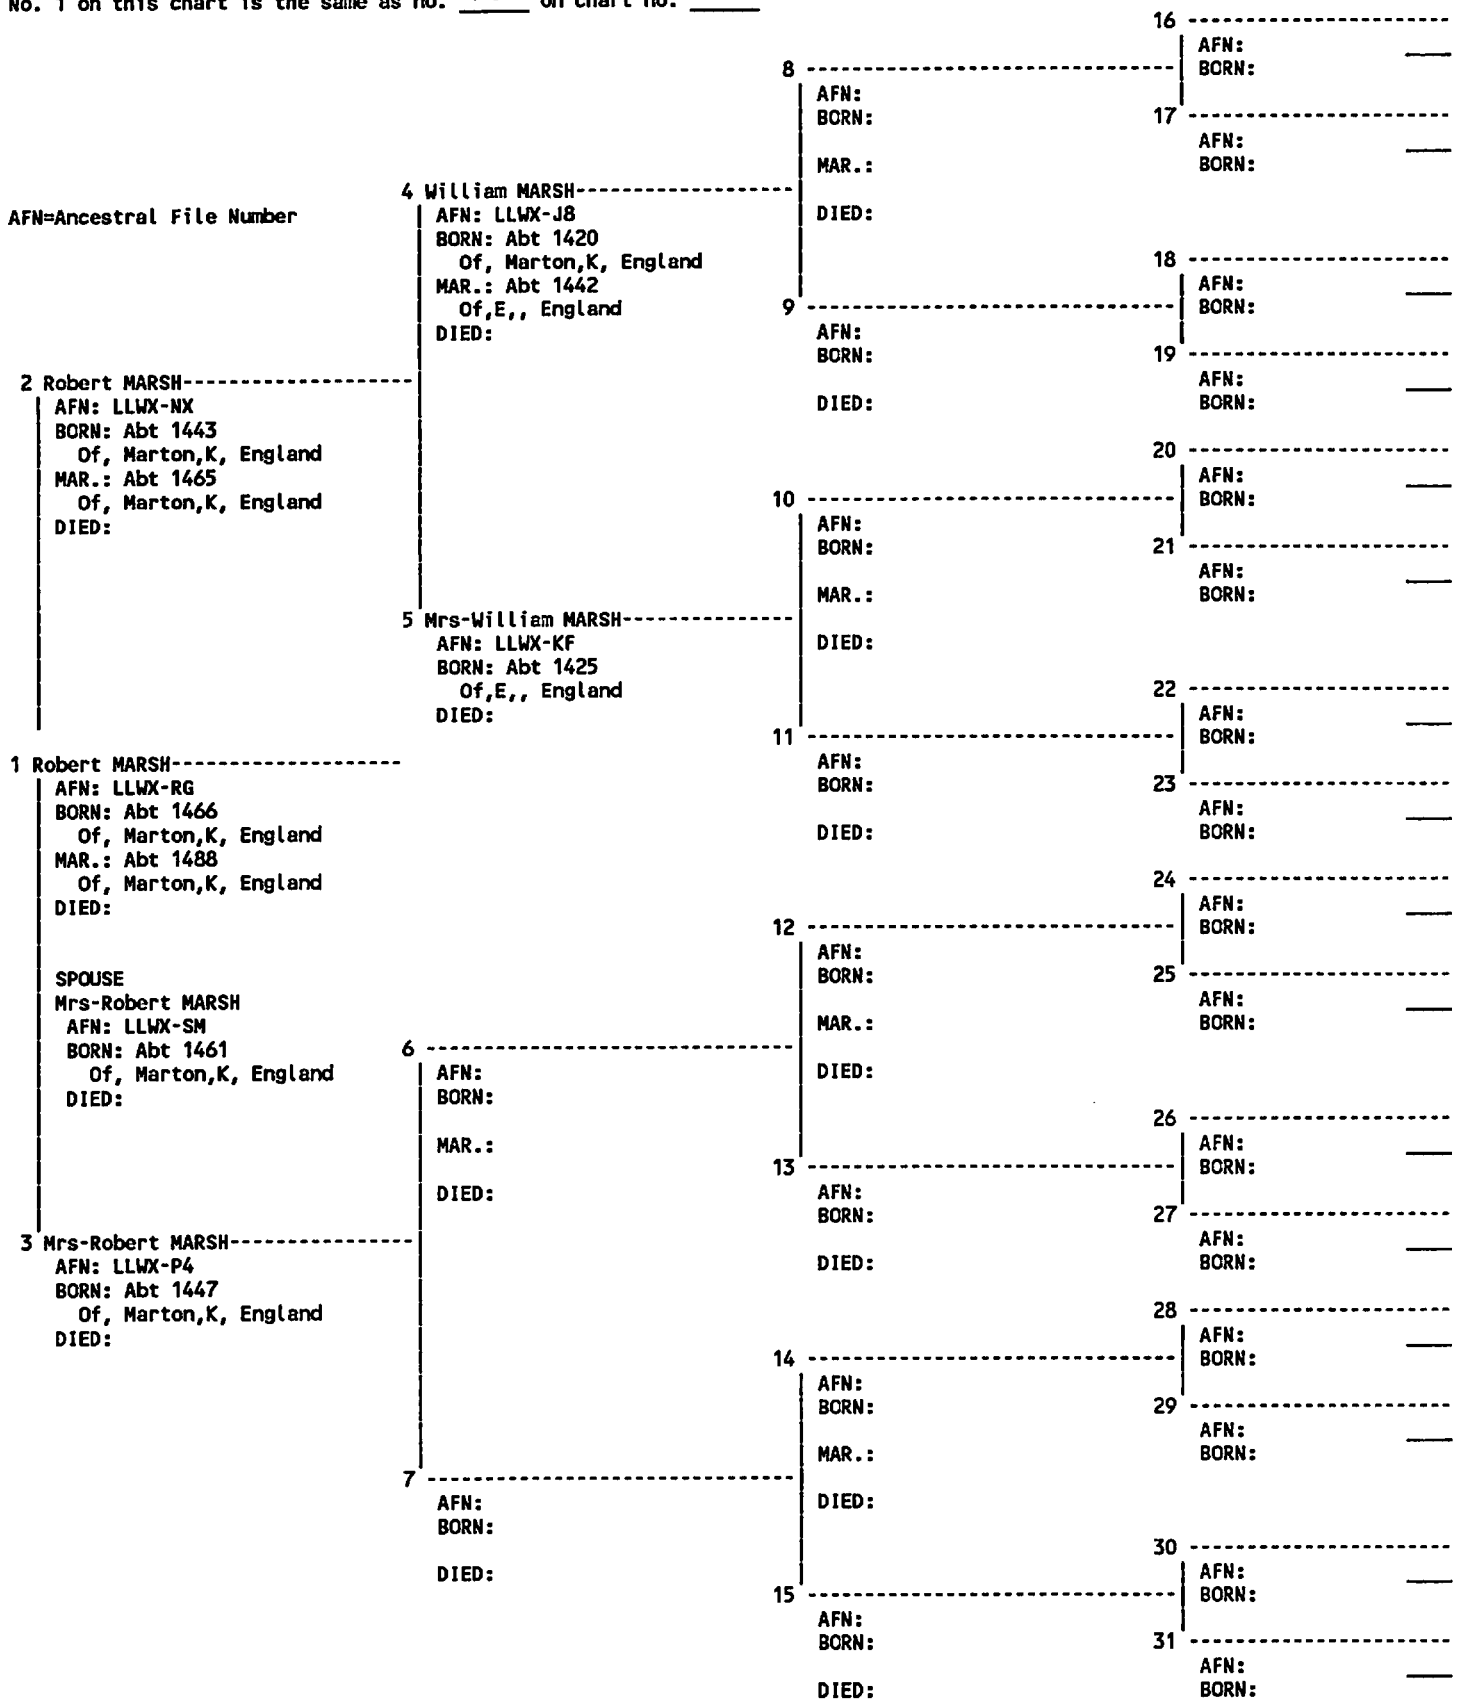 No. 1 on this chart is the same as no. on chart no.
AFN=Ancestral File Number
1 Robert MARSH
AFN: LLWX-RG
BORN: Abt 1466
Of, Marton,K, England
MAR.: Abt 1488
Of, Marton,K, England
DIED:
SPOUSE
Mrs-Robert MARSH
AFN: LLWX-SM
BORN: Abt 1461
Of, Marton,K, England
DIED:
2 Robert MARSH
AFN: LLWX-NX
BORN: Abt 1443
Of, Marton,K, England
MAR.: Abt 1465
Of, Marton,K, England
DIED:
3 Mrs-Robert MARSH
AFN: LLWX-P4
BORN: Abt 1447
Of, Marton,K, England
DIED:
4 William MARSH
AFN: LLWX-J8
BORN: Abt 1420
Of, Marton,K, England
MAR.: Abt 1442
Of,E,, England
DIED:
5 Mrs-William MARSH
AFN: LLWX-KF
BORN: Abt 1425
Of,E,, England
DIED:
6
AFN:
BORN:
MAR.:
DIED:
7
AFN:
BORN:
DIED:
8
AFN:
BORN:
MAR.:
DIED:
9
AFN:
BORN:
DIED:
10
AFN:
BORN:
MAR.:
DIED:
11
AFN:
BORN:
DIED:
12
AFN:
BORN:
MAR.:
DIED:
13
AFN:
BORN:
DIED:
14
AFN:
BORN:
MAR.:
DIED:
15
AFN:
BORN:
DIED:
16
AFN:
BORN:
17
AFN:
BORN:
18
AFN:
BORN:
19
AFN:
BORN:
20
AFN:
BORN:
21
AFN:
BORN:
22
AFN:
BORN:
23
AFN:
BORN:
24
AFN:
BORN:
25
AFN:
BORN:
26
AFN:
BORN:
27
AFN:
BORN:
28
AFN:
BORN:
29
AFN:
BORN:
30
AFN:
BORN:
31
AFN:
BORN: